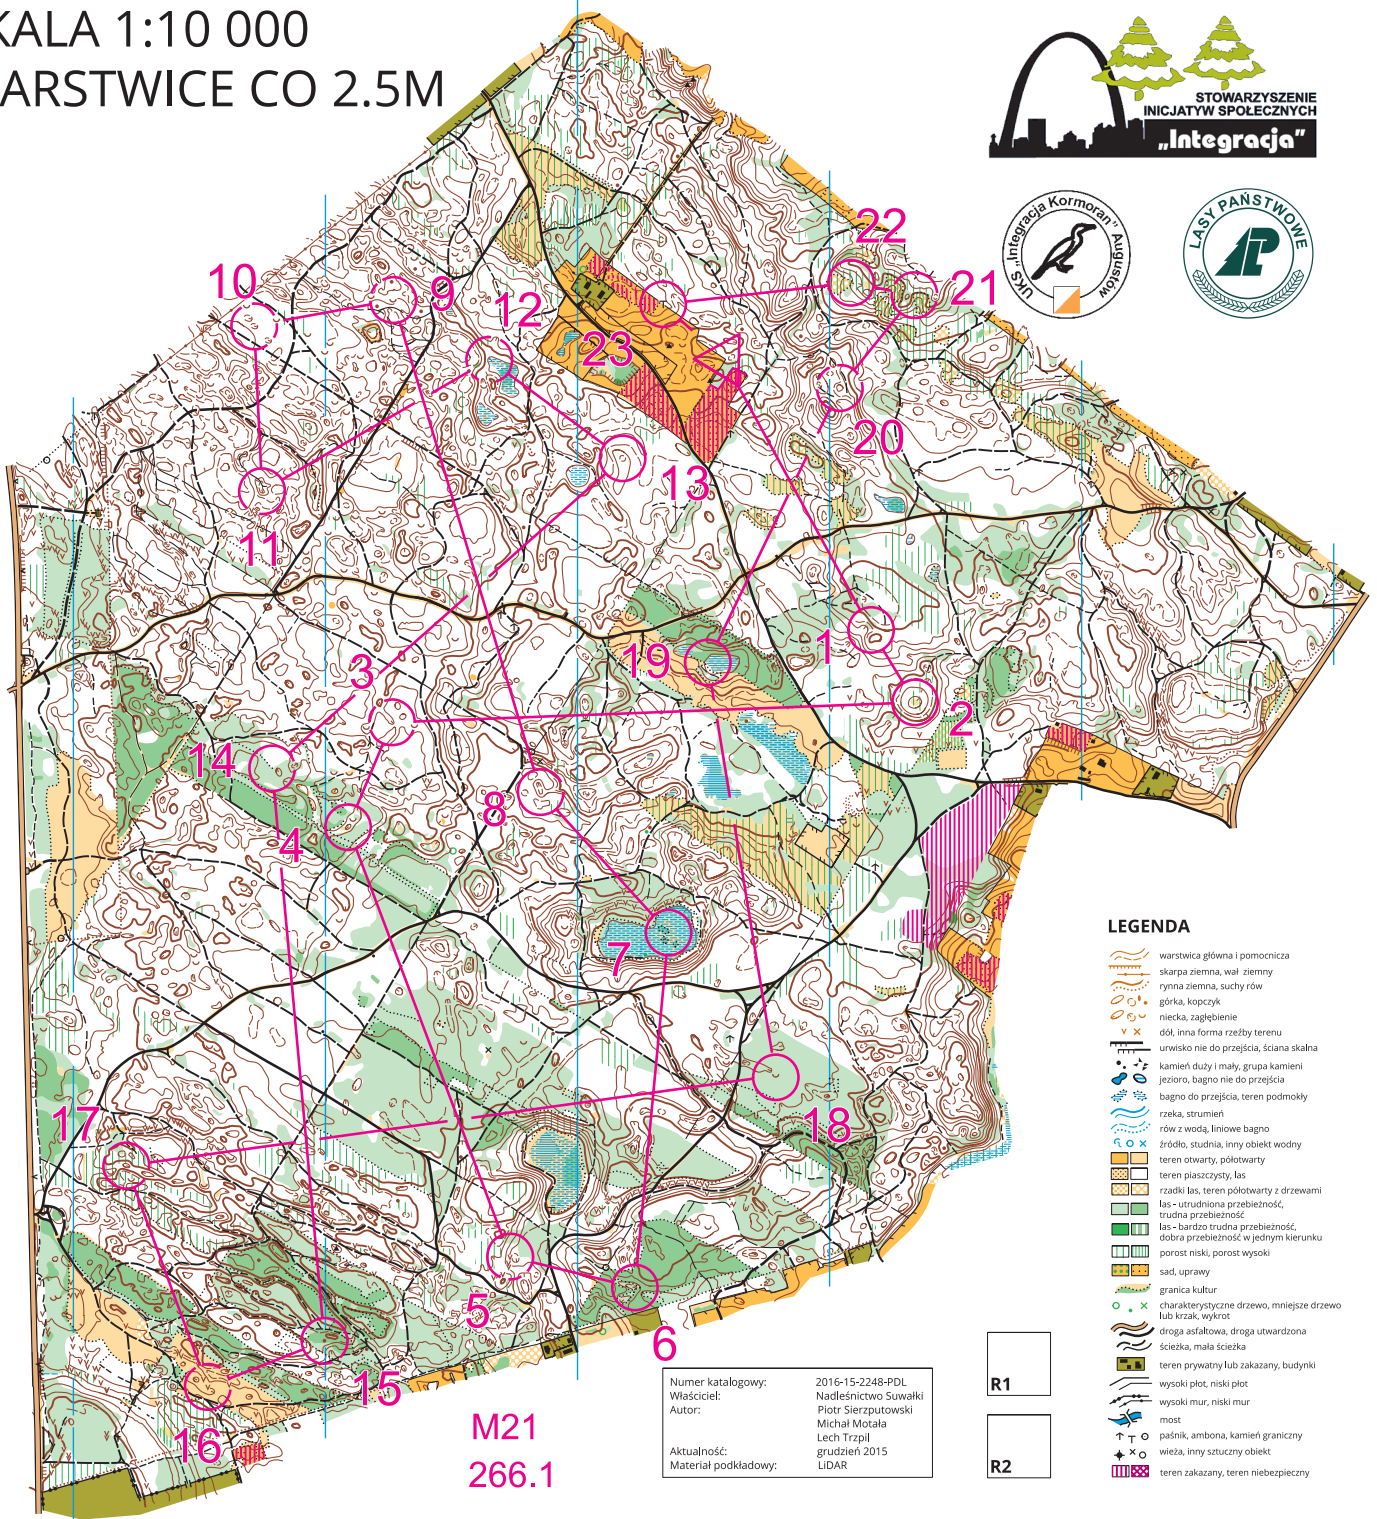 KALA 1:10 000
ARSTWICE CO 2.5M
STOWARZYSZENIE
INICJATYW SPOŁECZNYCH
„Integracja”
UKS „Integracja Kormoran” Augustów
LASY PAŃSTWOWE
22
21
10
9
12
23
20
13
11
1
19
3
2
14
8
4
7
17
18
5
6
15
16
M21
266.1
Numer katalogowy: 2016-15-2248-PDL
Właściciel: Nadleśnictwo Suwałki
Autor: Piotr Sierzputowski
Michał Motała
Lech Trzpil
Aktualność: grudzień 2015
Materiał podkładowy: LiDAR
R1
R2
LEGENDA
warstwica główna i pomocnicza
skarpa ziemna, wał ziemny
rynna ziemna, suchy rów
górka, kopczyk
niecka, zagłębienie
dół, inna forma rzeźby terenu
urwisko nie do przejścia, ściana skalna
kamień duży i mały, grupa kamieni
jezioro, bagno nie do przejścia
bagno do przejścia, teren podmokły
rzeka, strumień
rów z wodą, liniowe bagno
źródło, studnia, inny obiekt wodny
teren otwarty, półotwarty
teren piaszczysty, las
rzadki las, teren półotwarty z drzewami
las - utrudniona przebieżność,
trudna przebieżność
las - bardzo trudna przebieżność,
dobra przebieżność w jednym kierunku
porost niski, porost wysoki
sad, uprawy
granica kultur
charakterystyczne drzewo, mniejsze drzewo
lub krzak, wykrot
droga asfaltowa, droga utwardzona
ścieżka, mała ścieżka
teren prywatny lub zakazany, budynki
wysoki płot, niski płot
wysoki mur, niski mur
most
paśnik, ambona, kamień graniczny
wieża, inny sztuczny obiekt
teren zakazany, teren niebezpieczny